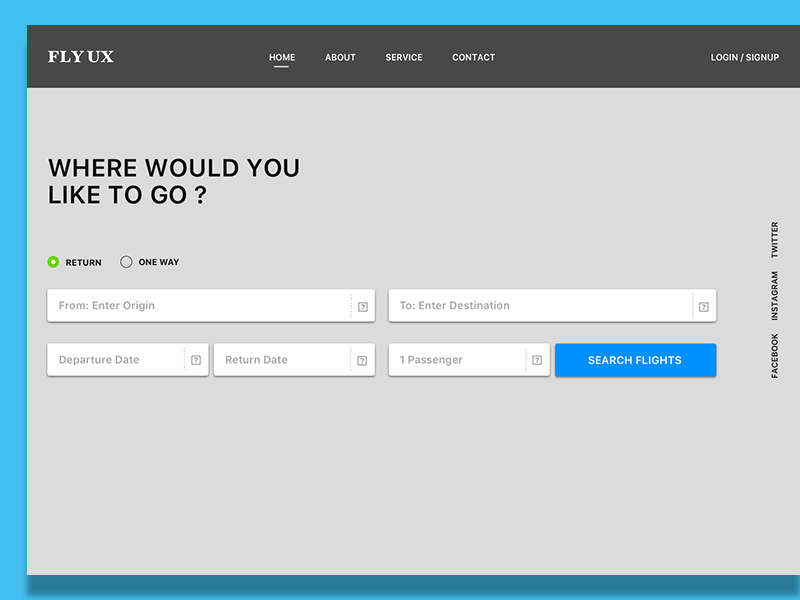 FLY UX
HOME ABOUT SERVICE CONTACT
LOGIN / SIGNUP
WHERE WOULD YOU
LIKE TO GO ?
RETURN ONE WAY
From: Enter Origin ?
To: Enter Destination ?
Departure Date ?
Return Date ?
1 Passenger ?
SEARCH FLIGHTS
TWITTER
INSTAGRAM
FACEBOOK